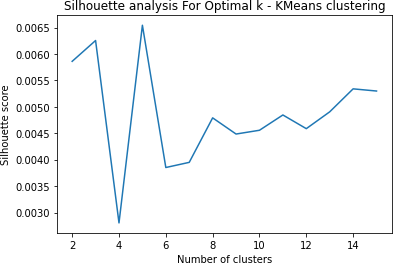 Silhouette analysis For Optimal k - KMeans clustering
Silhouette score
0.0065
0.0060
0.0055
0.0050
0.0045
0.0040
0.0035
0.0030
2 4 6 8 10 12 14
Number of clusters